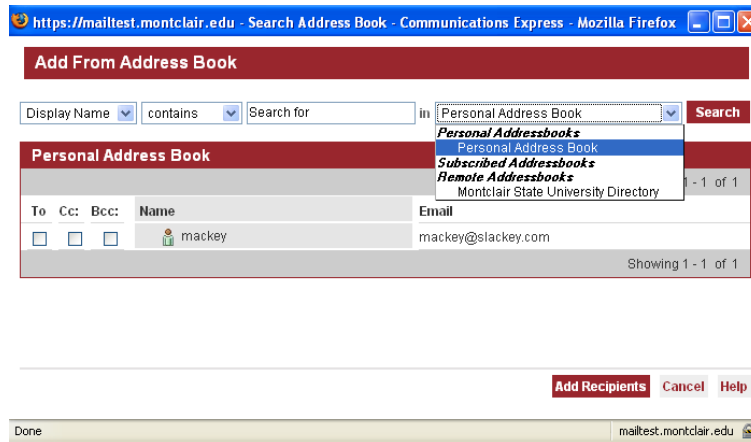 https://mailtest.montclair.edu - Search Address Book - Communications Express - Mozilla Firefox
Add From Address Book
Display Name contains Search for in Personal Address Book Search
Personal Addressbooks
Personal Address Book
Subscribed Addressbooks
Remote Addressbooks
Montclair State University Directory
Personal Address Book
1 - 1 of 1
To Cc: Bcc: Name Email
mackey mackey@slackey.com
Showing 1 - 1 of 1
Add Recipients Cancel Help
Done mailtest.montclair.edu